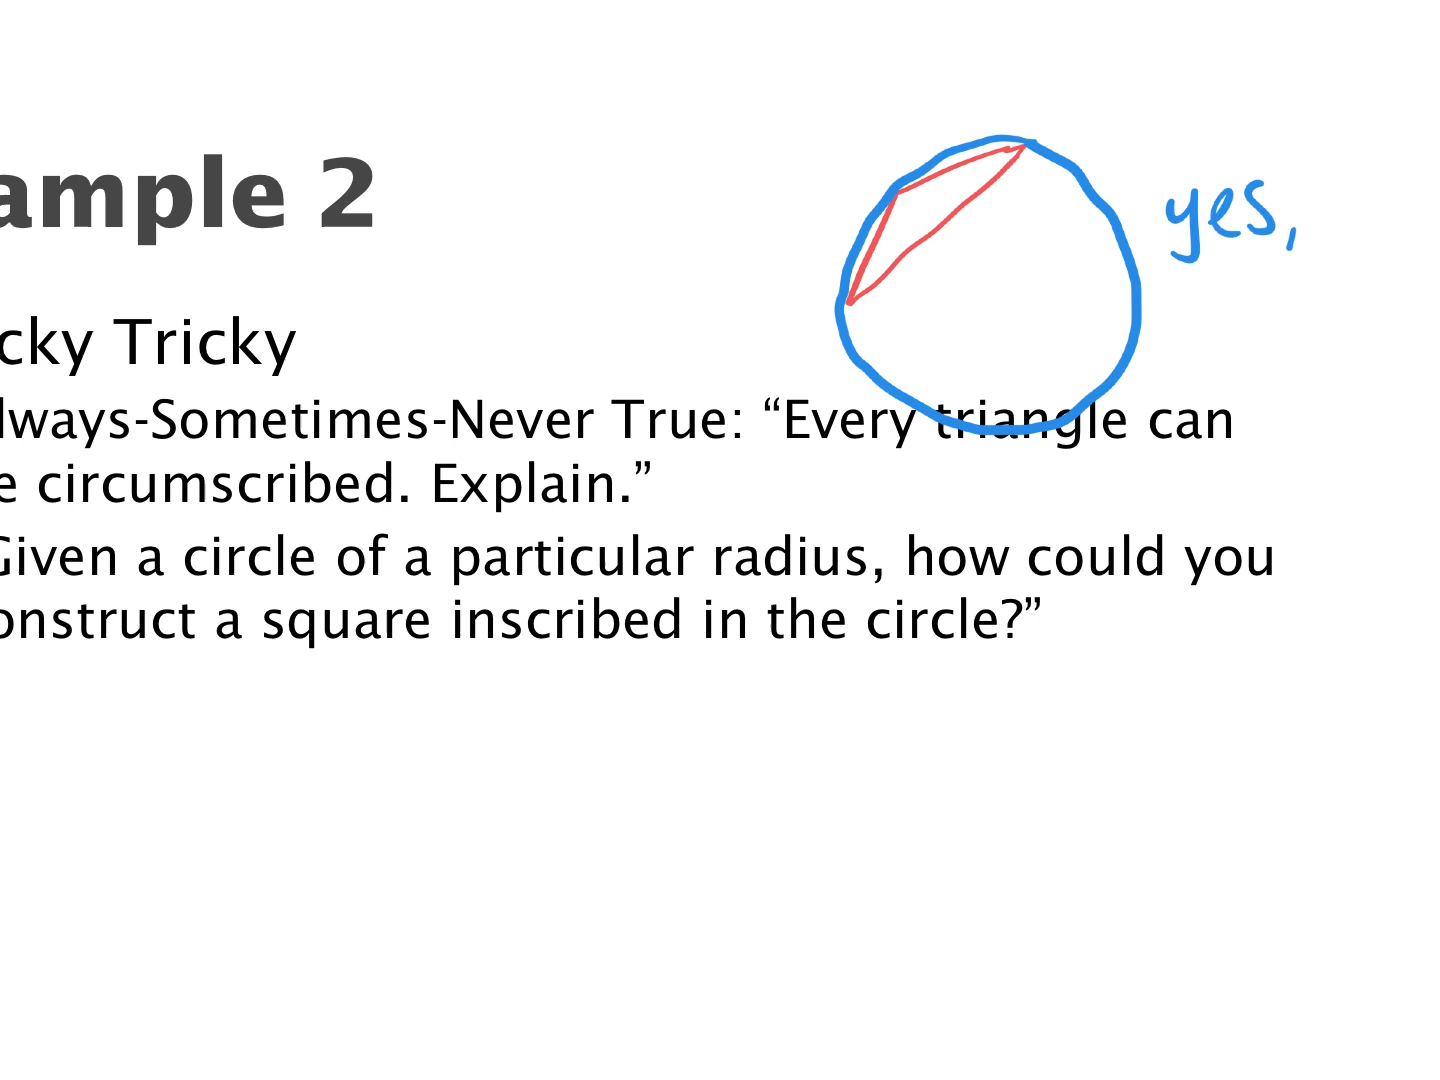 ample 2
yes,
cky Tricky
lways-Sometimes-Never True: “Every triangle can
e circumscribed. Explain.”
Given a circle of a particular radius, how could you
onstruct a square inscribed in the circle?”